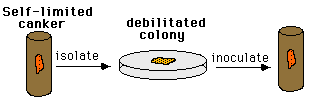 Self-limited
canker
isolate
debilitated
colony
inoculate